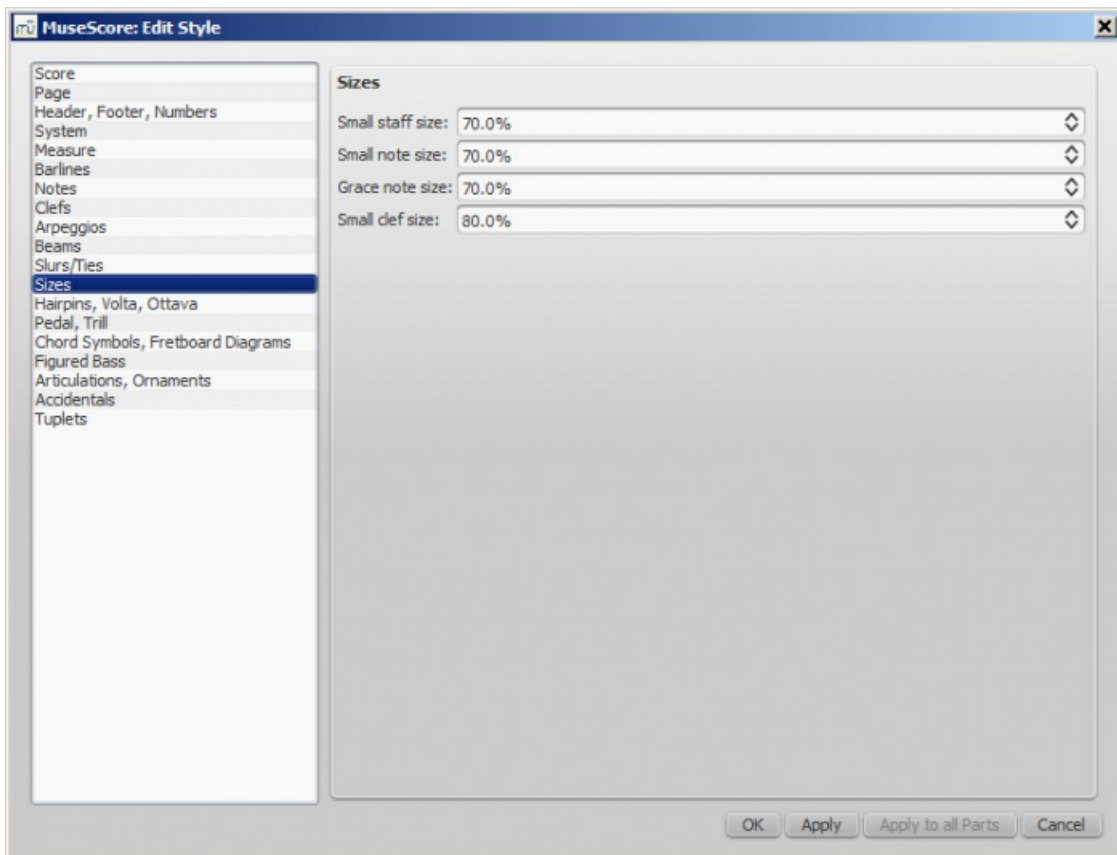 MuseScore: Edit Style
Score
Page
Header, Footer, Numbers
System
Measure
Barlines
Notes
Clefs
Arpeggios
Beams
Slurs/Ties
Sizes
Hairpins, Volta, Ottava
Pedal, Trill
Chord Symbols, Fretboard Diagrams
Figured Bass
Articulations, Ornaments
Accidentals
Tuplets
Sizes
Small staff size: 70.0%
Small note size: 70.0%
Grace note size: 70.0%
Small clef size: 80.0%
OK Apply Apply to all Parts Cancel